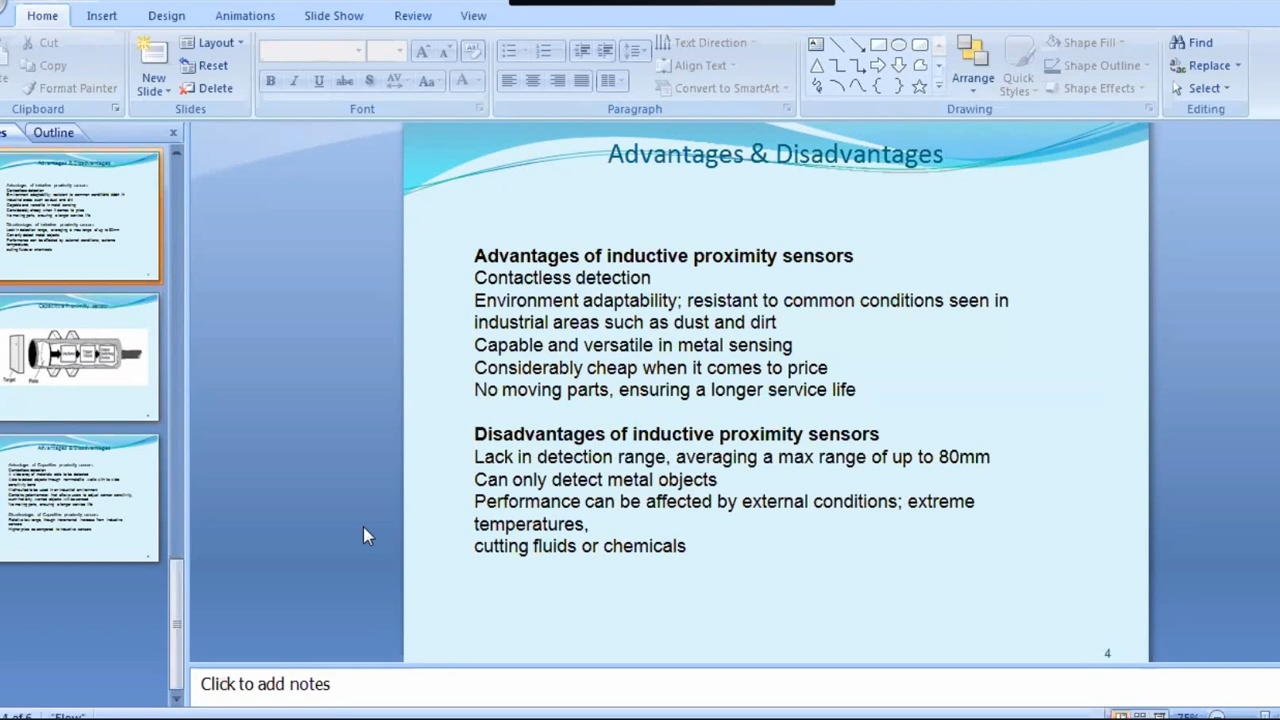 Home Insert Design Animations Slide Show Review View
Cut
Copy
Format Painter
Clipboard
New
Slide
Layout
Reset
Delete
Slides
Font
Text Direction
Align Text
Convert to SmartArt
Paragraph
Arrange
Quick
Styles
Shape Fill
Shape Outline
Shape Effects
Drawing
Find
Replace
Select
Editing
Outline
Advantages & Disadvantages
Advantages of inductive proximity sensors
Contactless detection
Environment adaptability; resistant to common conditions seen in
industrial areas such as dust and dirt
Capable and versatile in metal sensing
Considerably cheap when it comes to price
No moving parts, ensuring a longer service life
Disadvantages of inductive proximity sensors
Lack in detection range, averaging a max range of up to 80mm
Can only detect metal objects
Performance can be affected by external conditions; extreme
temperatures,
cutting fluids or chemicals
4
Click to add notes